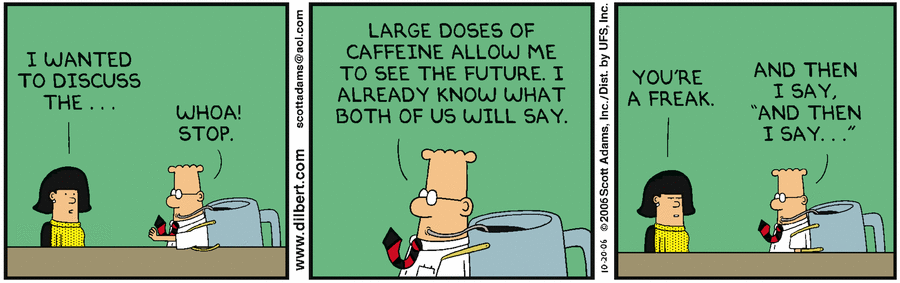 I WANTED
TO DISCUSS
THE . . .
WHOA!
STOP.
www.dilbert.com
scottadams@aol.com
LARGE DOSES OF
CAFFEINE ALLOW ME
TO SEE THE FUTURE. I
ALREADY KNOW WHAT
BOTH OF US WILL SAY.
10-20-06 © 2006 Scott Adams, Inc./Dist. by UFS, Inc.
YOU'RE
A FREAK.
AND THEN
I SAY,
"AND THEN
I SAY. . ."